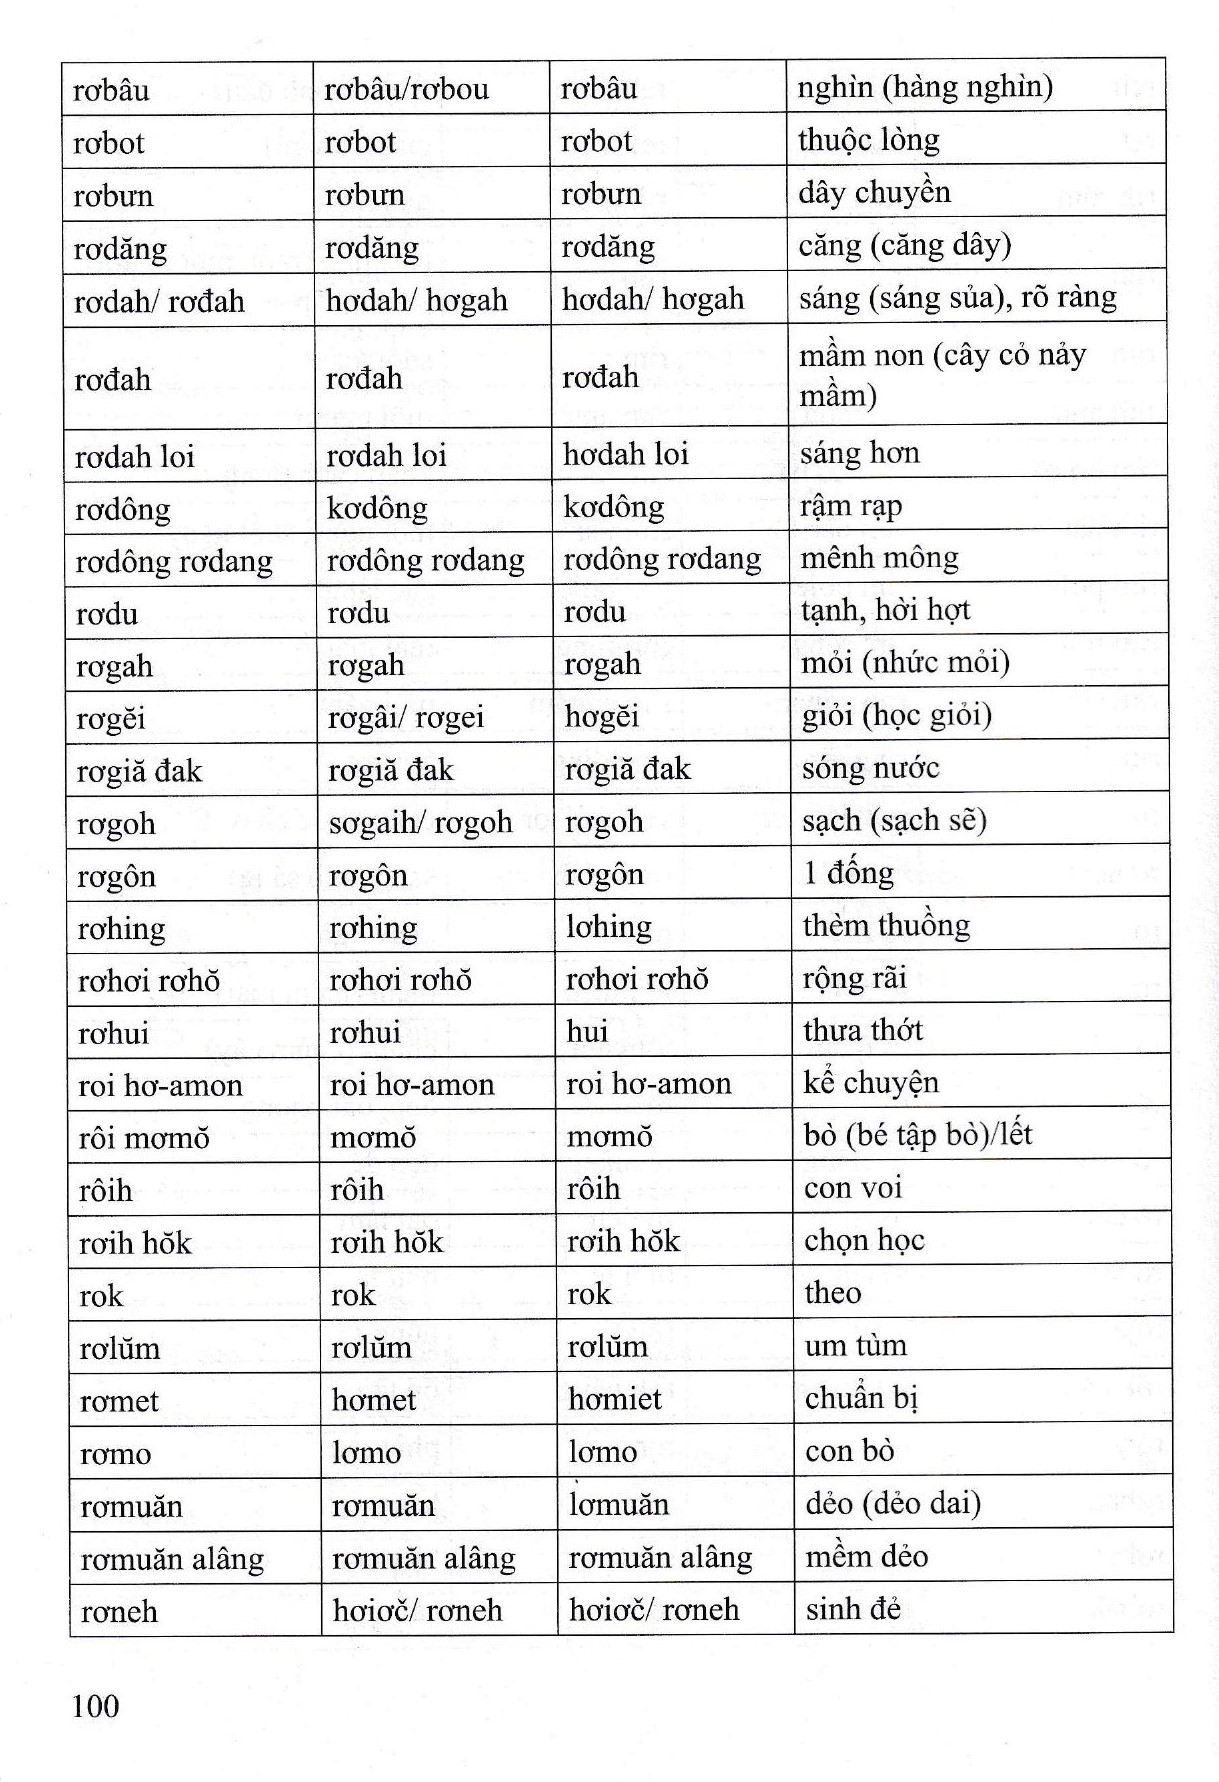 rơbâu rơbâu/rơbou rơbâu nghìn (hàng nghìn)
rơbot rơbot rơbot thuộc lòng
rơbưn rơbưn rơbưn dây chuyền
rơdăng rơdăng rơdăng căng (căng dây)
rơdah/ rơđah hơdah/ hơgah hơdah/ hơgah sáng (sáng sủa), rõ ràng
rơđah rơđah rơđah mầm non (cây cỏ nảy
mầm)
rơdah loi rơdah loi hơdah loi sáng hơn
rơdông kơdông kơdông rậm rạp
rơdông rơdang rơdông rơdang rơdông rơdang mênh mông
rơdu rơdu rơdu tạnh, hời hợt
rơgah rơgah rơgah mỏi (nhức mỏi)
rơgĕi rơgâi/ rơgei hơgĕi giỏi (học giỏi)
rơgiă đak rơgiă đak rơgiă đak sóng nước
rơgoh sơgaih/ rơgoh rơgoh sạch (sạch sẽ)
rơgôn rơgôn rơgôn 1 đống
rơhing rơhing lơhing thèm thuồng
rơhơi rơhŏ rơhơi rơhŏ rơhơi rơhŏ rộng rãi
rơhui rơhui hui thưa thớt
roi hơ-amon roi hơ-amon roi hơ-amon kể chuyện
rôi mơmŏ mơmŏ mơmŏ bò (bé tập bò)/lết
rôih rôih rôih con voi
rơih hŏk rơih hŏk rơih hŏk chọn học
rok rok rok theo
rơlŭm rơlŭm rơlŭm um tùm
rơmet hơmet hơmiet chuẩn bị
rơmo lơmo lơmo con bò
rơmuăn rơmuăn lơmuăn dẻo (dẻo dai)
rơmuăn alâng rơmuăn alâng rơmuăn alâng mềm dẻo
rơneh hơiơč/ rơneh hơiơč/ rơneh sinh đẻ
100